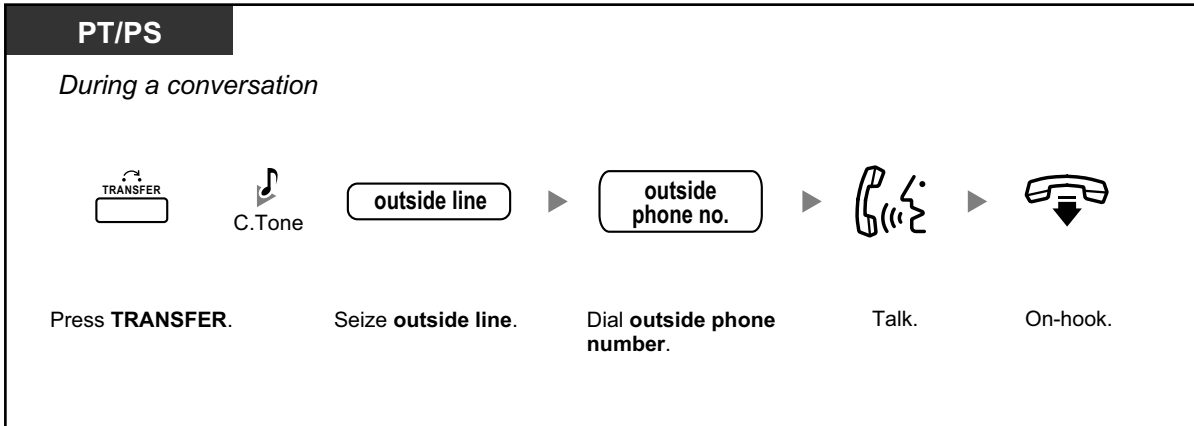 PT/PS
During a conversation
TRANSFER
C.Tone
outside line
outside
phone no.
Press TRANSFER.
Seize outside line.
Dial outside phone
number.
Talk.
On-hook.